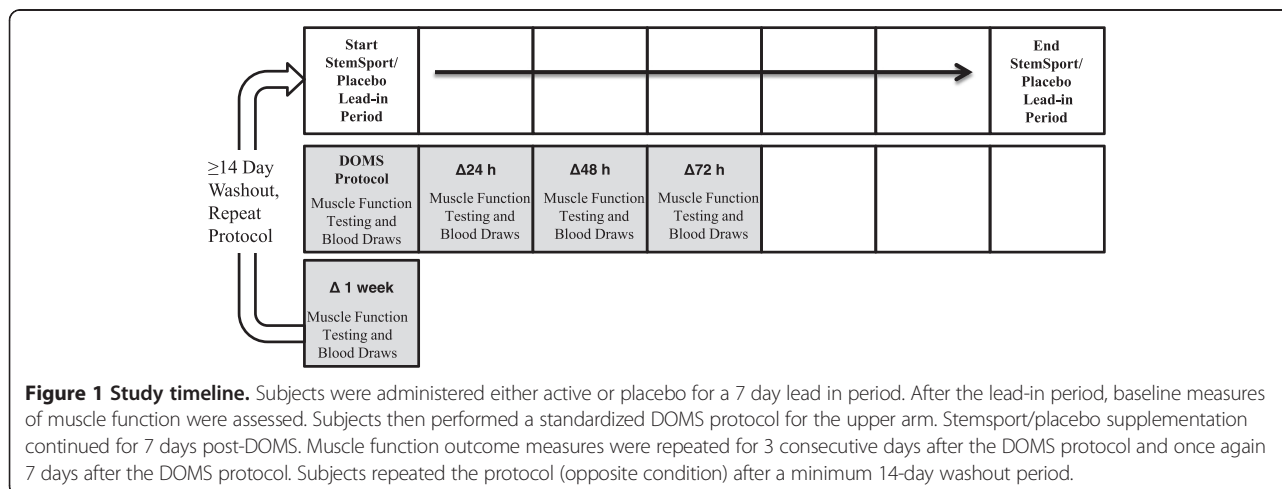 Start
StemSport/
Placebo
Lead-in
Period
End
StemSport/
Placebo
Lead-in
Period
≥14 Day
Washout,
Repeat
Protocol
DOMS
Protocol
Muscle Function
Testing and
Blood Draws
Δ24 h
Muscle Function
Testing and
Blood Draws
Δ48 h
Muscle Function
Testing and
Blood Draws
Δ72 h
Muscle Function
Testing and
Blood Draws
Δ 1 week
Muscle Function
Testing and
Blood Draws
Figure 1 Study timeline. Subjects were administered either active or placebo for a 7 day lead in period. After the lead-in period, baseline measures
of muscle function were assessed. Subjects then performed a standardized DOMS protocol for the upper arm. Stemsport/placebo supplementation
continued for 7 days post-DOMS. Muscle function outcome measures were repeated for 3 consecutive days after the DOMS protocol and once again
7 days after the DOMS protocol. Subjects repeated the protocol (opposite condition) after a minimum 14-day washout period.